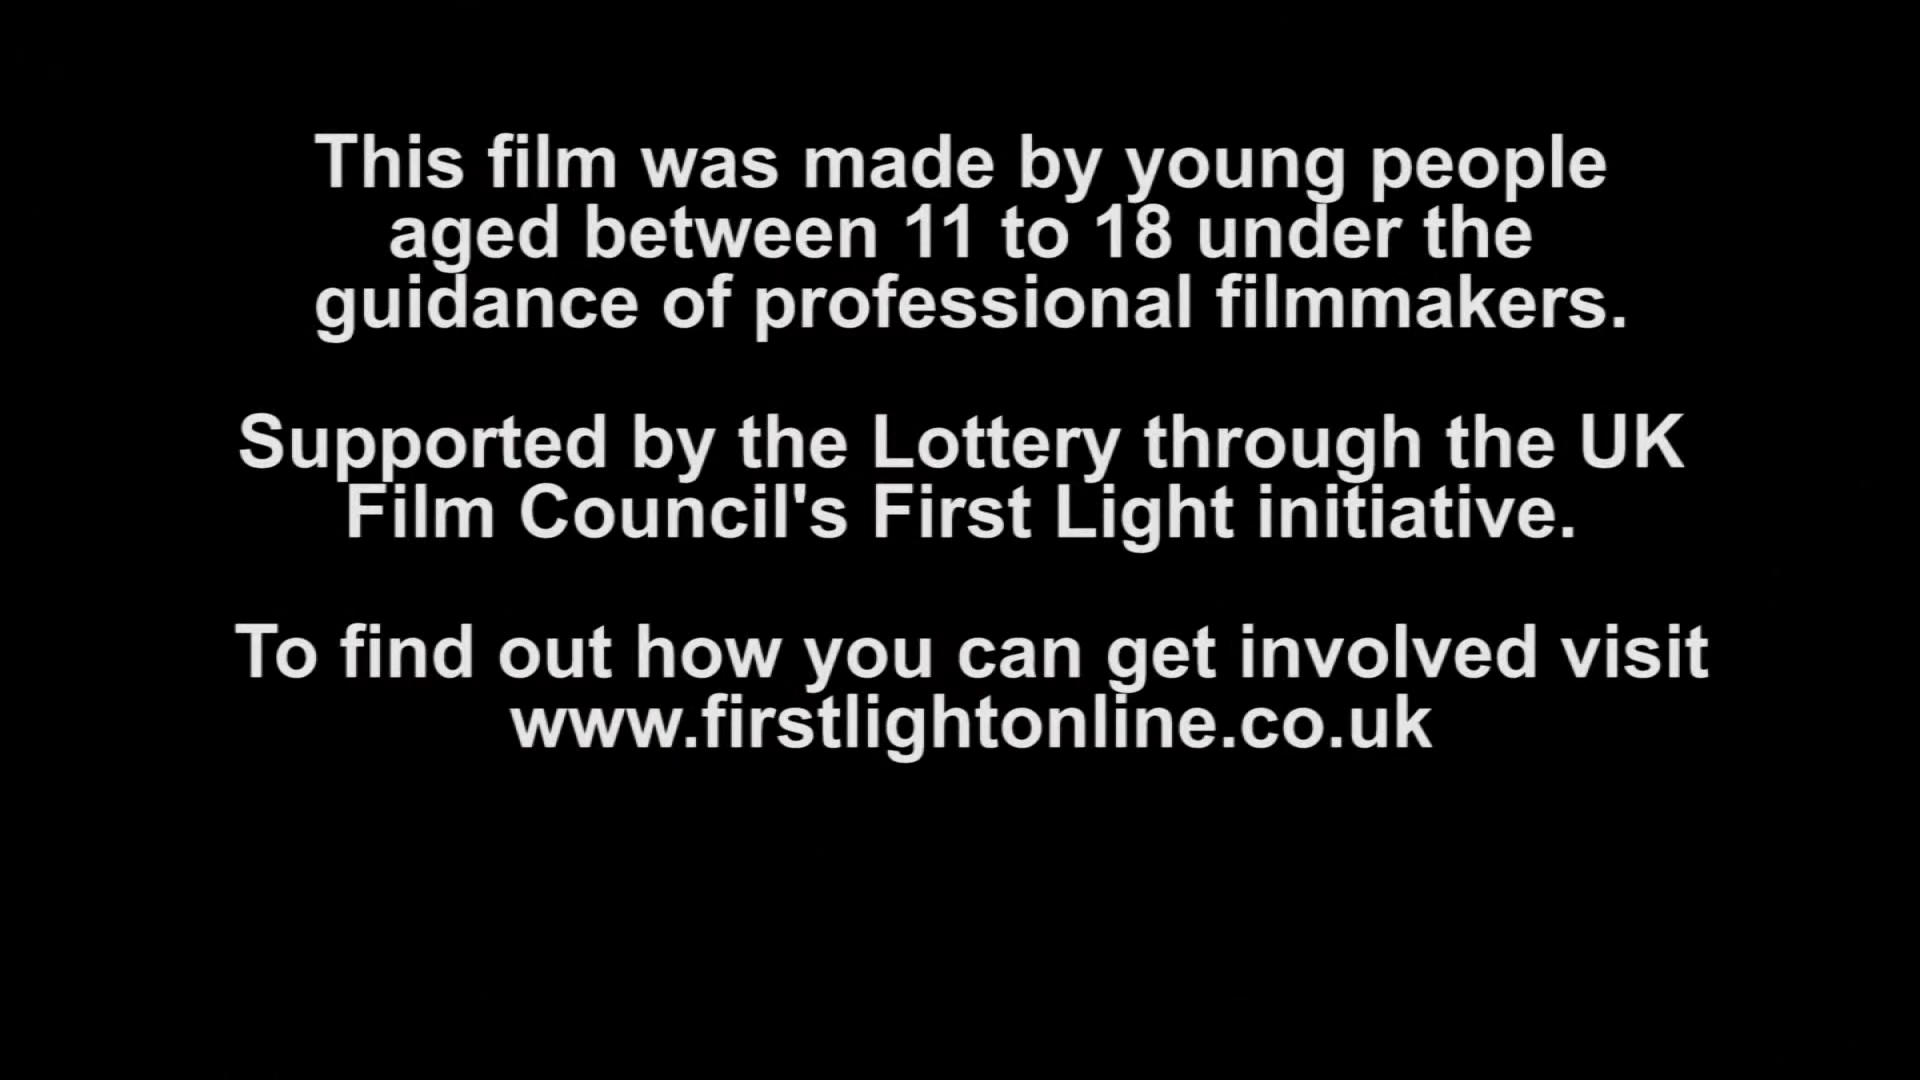 This film was made by young people
aged between 11 to 18 under the
guidance of professional filmmakers.
Supported by the Lottery through the UK
Film Council's First Light initiative.
To find out how you can get involved visit
www.firstlightonline.co.uk